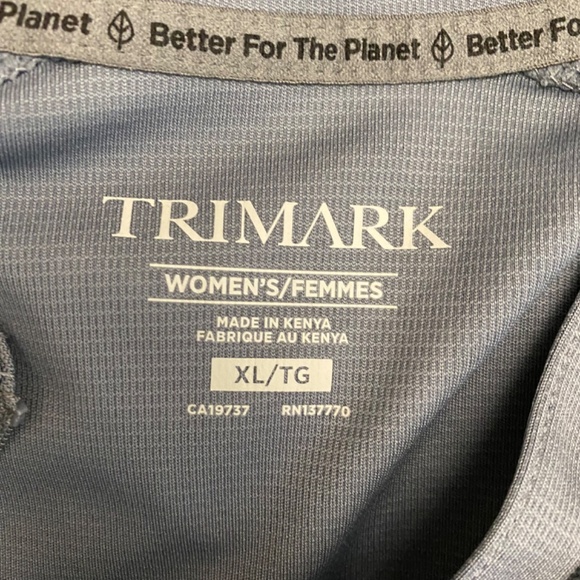 Planet Better For The Planet Better Fo
TRIMARK
WOMEN'S/FEMMES
MADE IN KENYA
FABRIQUE AU KENYA
XL/TG
CA19737 RN137770